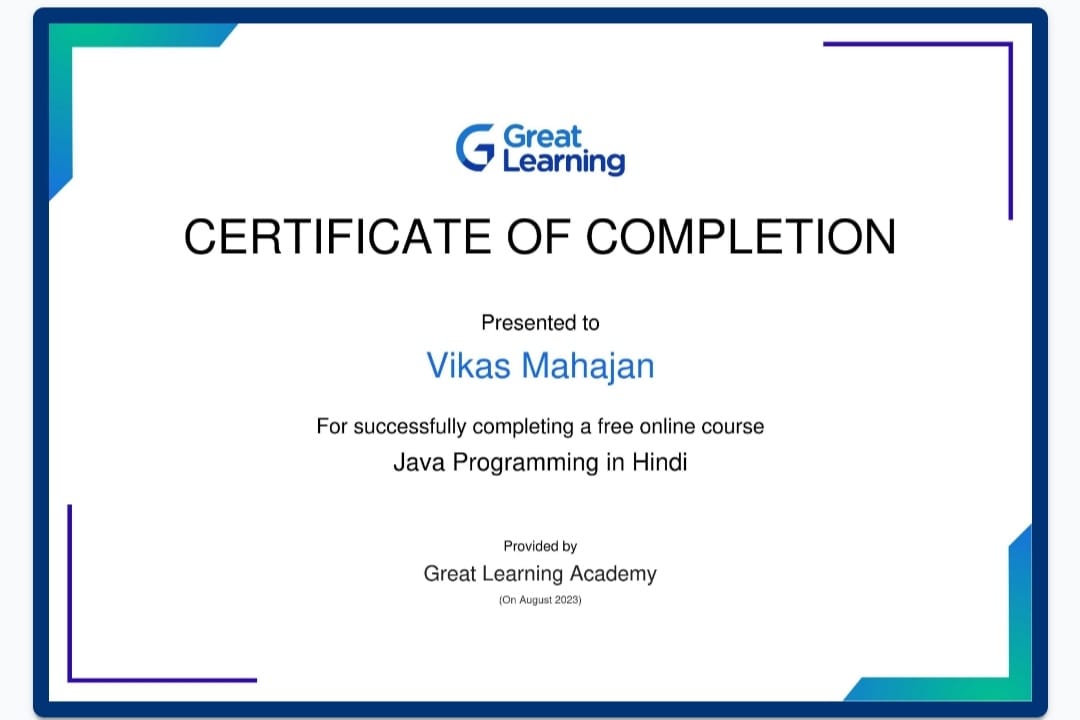 Great
Learning
CERTIFICATE OF COMPLETION
Presented to
Vikas Mahajan
For successfully completing a free online course
Java Programming in Hindi
Provided by
Great Learning Academy
(On August 2023)